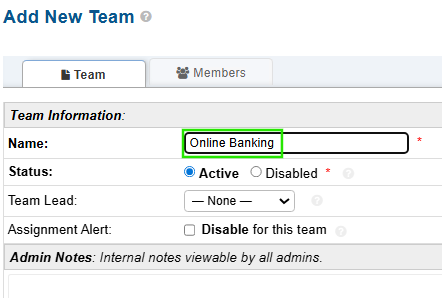 Add New Team
Team
Members
Team Information:
Name: Online Banking *
Status: Active Disabled *
Team Lead: — None —
Assignment Alert: Disable for this team
Admin Notes: Internal notes viewable by all admins.